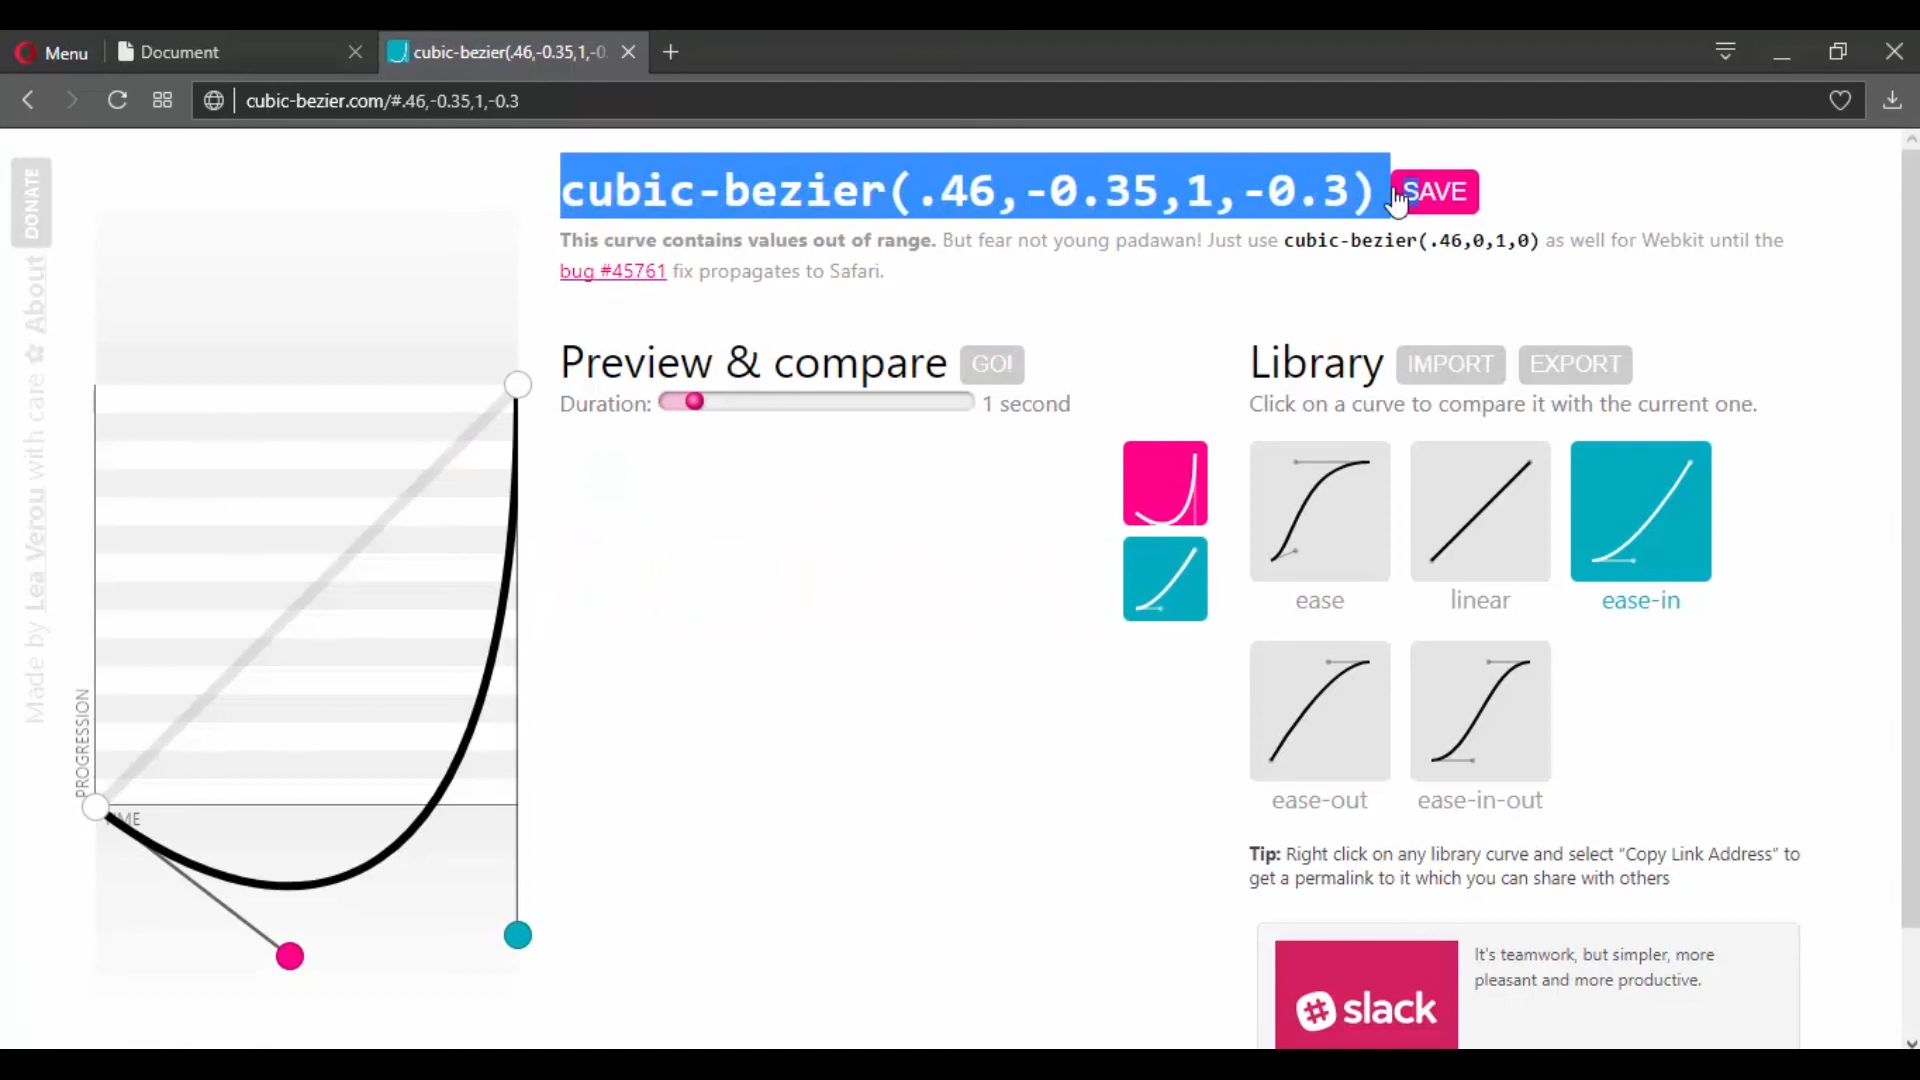 Menu
Document
cubic-bezier(.46,-0.35,1,-0.
cubic-bezier.com/#.46,-0.35,1,-0.3
DONATE
Made by Lea Verou with care ✿ About
cubic-bezier(.46,-0.35,1,-0.3)
SAVE
This curve contains values out of range. But fear not young padawan! Just use cubic-bezier(.46,0,1,0) as well for Webkit until the
bug #45761 fix propagates to Safari.
PROGRESSION
TIME
Preview & compare
GO!
Duration:
1 second
Library
IMPORT
EXPORT
Click on a curve to compare it with the current one.
ease
linear
ease-in
ease-out
ease-in-out
Tip: Right click on any library curve and select “Copy Link Address” to
get a permalink to it which you can share with others
slack
It's teamwork, but simpler, more
pleasant and more productive.